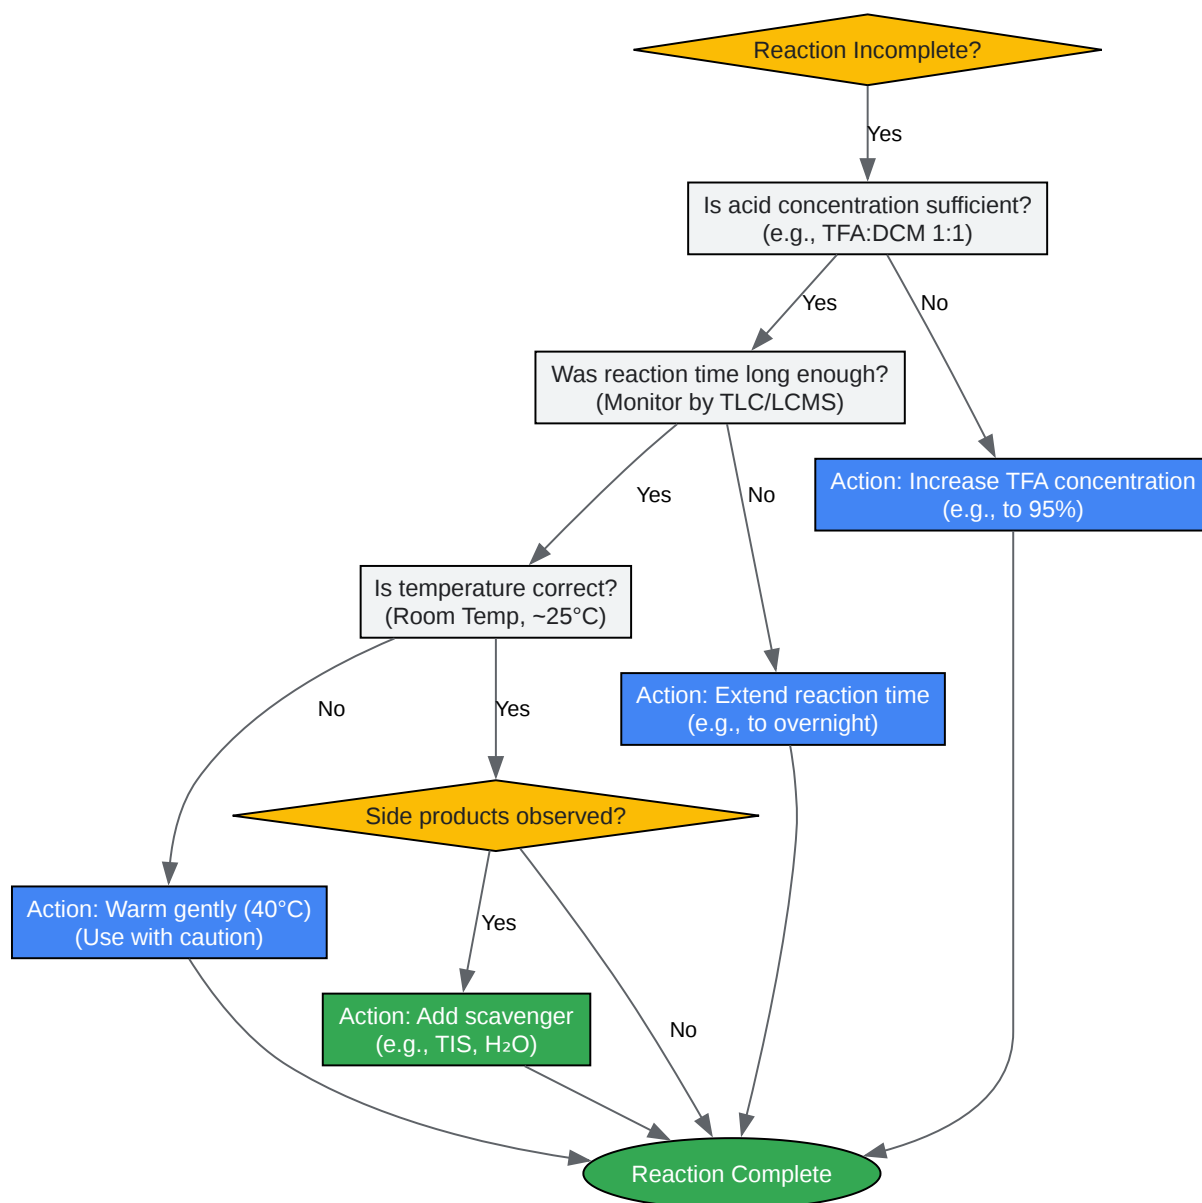 Reaction Incomplete?
Yes
Is acid concentration sufficient?
(e.g., TFA:DCM 1:1)
Yes
No
Was reaction time long enough?
(Monitor by TLC/LCMS)
Action: Increase TFA concentration
(e.g., to 95%)
Yes
No
Is temperature correct?
(Room Temp, ~25°C)
Action: Extend reaction time
(e.g., to overnight)
No
Yes
Side products observed?
Action: Warm gently (40°C)
(Use with caution)
Yes
Action: Add scavenger
(e.g., TIS, H₂O)
No
Reaction Complete